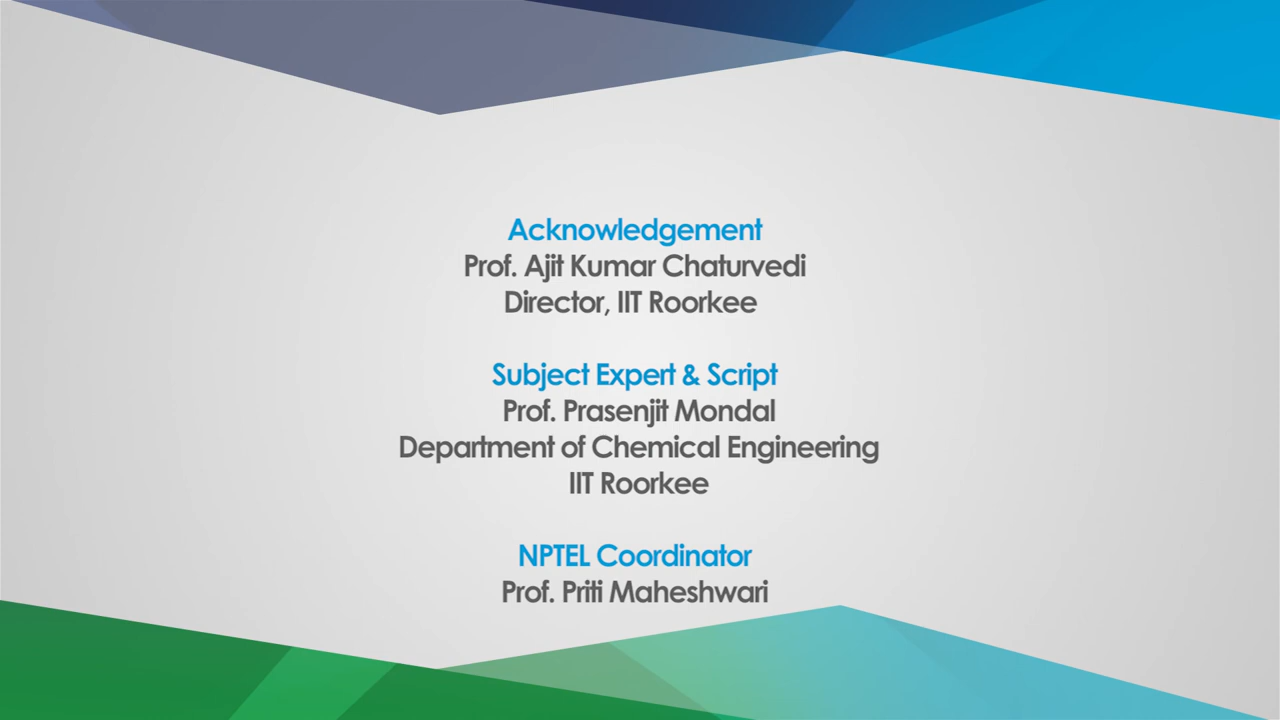 Acknowledgement
Prof. Ajit Kumar Chaturvedi
Director, IIT Roorkee
Subject Expert & Script
Prof. Prasenjit Mondal
Department of Chemical Engineering
IIT Roorkee
NPTEL Coordinator
Prof. Priti Maheshwari